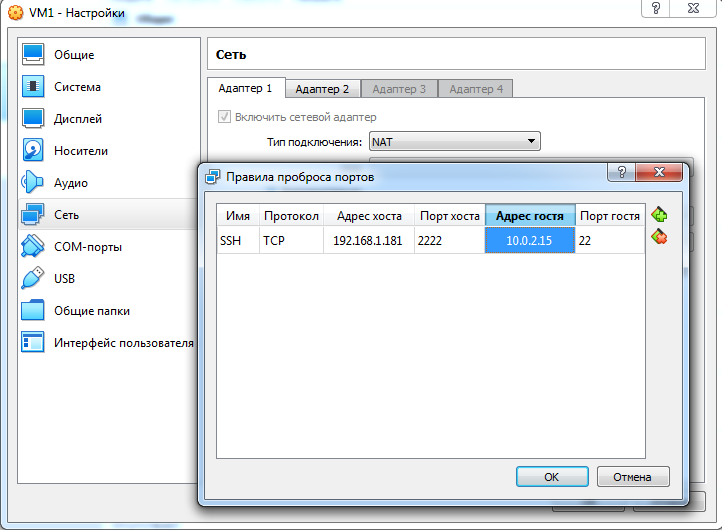 VM1 - Настройки
Общие
Система
Дисплей
Носители
Аудио
Сеть
COM-порты
USB
Общие папки
Интерфейс пользователя
Сеть
Адаптер 1 Адаптер 2 Адаптер 3 Адаптер 4
Включить сетевой адаптер
Тип подключения: NAT
Правила проброса портов
Имя Протокол Адрес хоста Порт хоста Адрес гостя Порт гостя
SSH TCP 192.168.1.181 2222 10.0.2.15 22
OK Отмена